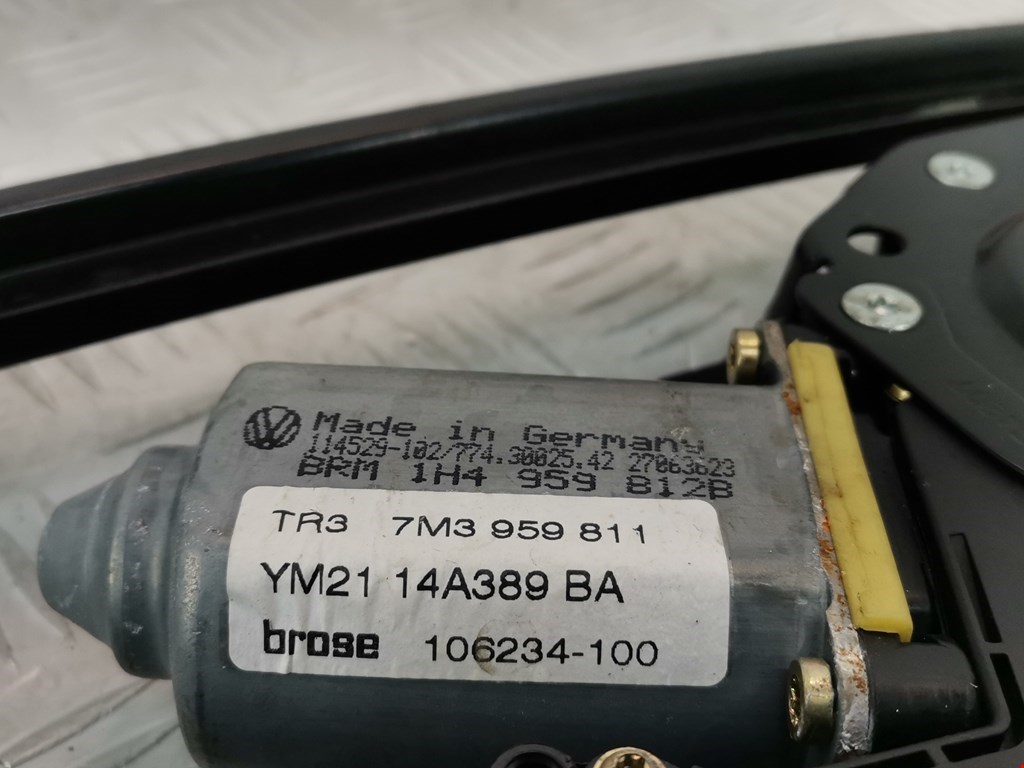 Made in Germany
114529-102/774.30025.42 27063623
BRM 1H4 959 812B
TR3 7M3 959 811
YM21 14A389 BA
brose 106234-100